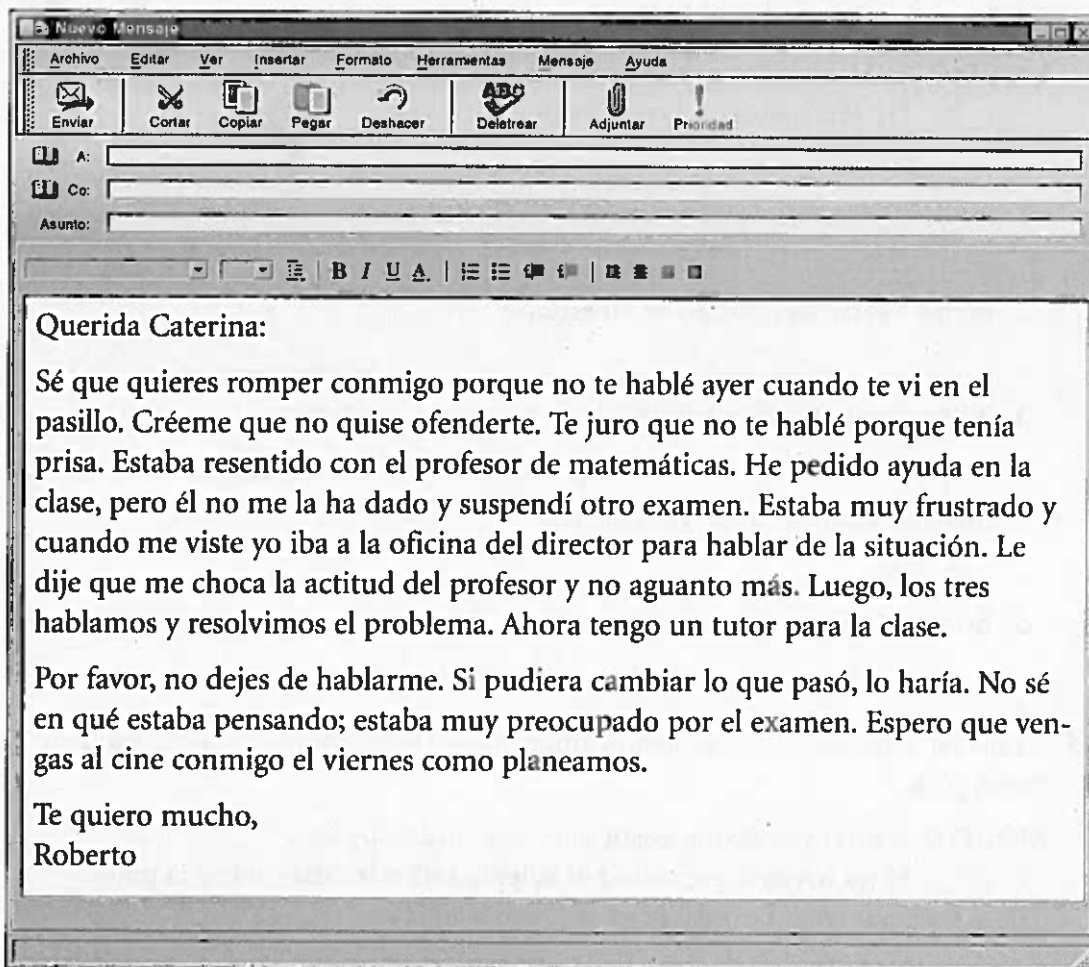 Nuevo Mensaje
Archivo Editar Ver Insertar Formato Herramientas Mensaje Ayuda
Enviar Cortar Copiar Pegar Deshacer ABC Deletrear Adjuntar Prioridad
A:
Cc:
Asunto:
B I U A
Querida Caterina:
Sé que quieres romper conmigo porque no te hablé ayer cuando te vi en el
pasillo. Créeme que no quise ofenderte. Te juro que no te hablé porque tenía
prisa. Estaba resentido con el profesor de matemáticas. He pedido ayuda en la
clase, pero él no me la ha dado y suspendí otro examen. Estaba muy frustrado y
cuando me viste yo iba a la oficina del director para hablar de la situación. Le
dije que me choca la actitud del profesor y no aguanto más. Luego, los tres
hablamos y resolvimos el problema. Ahora tengo un tutor para la clase.
Por favor, no dejes de hablarme. Si pudiera cambiar lo que pasó, lo haría. No sé
en qué estaba pensando; estaba muy preocupado por el examen. Espero que ven-
gas al cine conmigo el viernes como planeamos.
Te quiero mucho,
Roberto